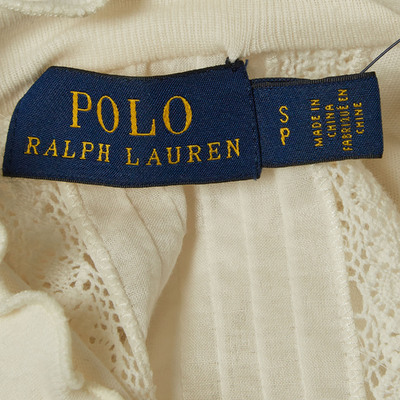 POLO
RALPH LAUREN
S
P
MADE IN
CHINA
FABRIQUÉ EN
CHINE